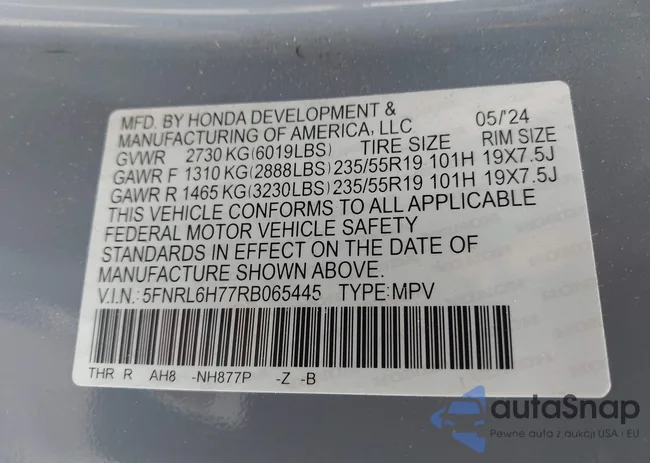 MFD. BY HONDA DEVELOPMENT & 05/'24
MANUFACTURING OF AMERICA, LLC
GVWR 2730 KG(6019LBS) TIRE SIZE RIM SIZE
GAWR F 1310 KG(2888LBS) 235/55R19 101H 19X7.5J
GAWR R 1465 KG(3230LBS) 235/55R19 101H 19X7.5J
THIS VEHICLE CONFORMS TO ALL APPLICABLE
FEDERAL MOTOR VEHICLE SAFETY
STANDARDS IN EFFECT ON THE DATE OF
MANUFACTURE SHOWN ABOVE.
V.I.N.: 5FNRL6H77RB065445 TYPE:MPV
THR R AH8 -NH877P -Z -B
autaSnap
Pewne auta z aukcji USA i EU